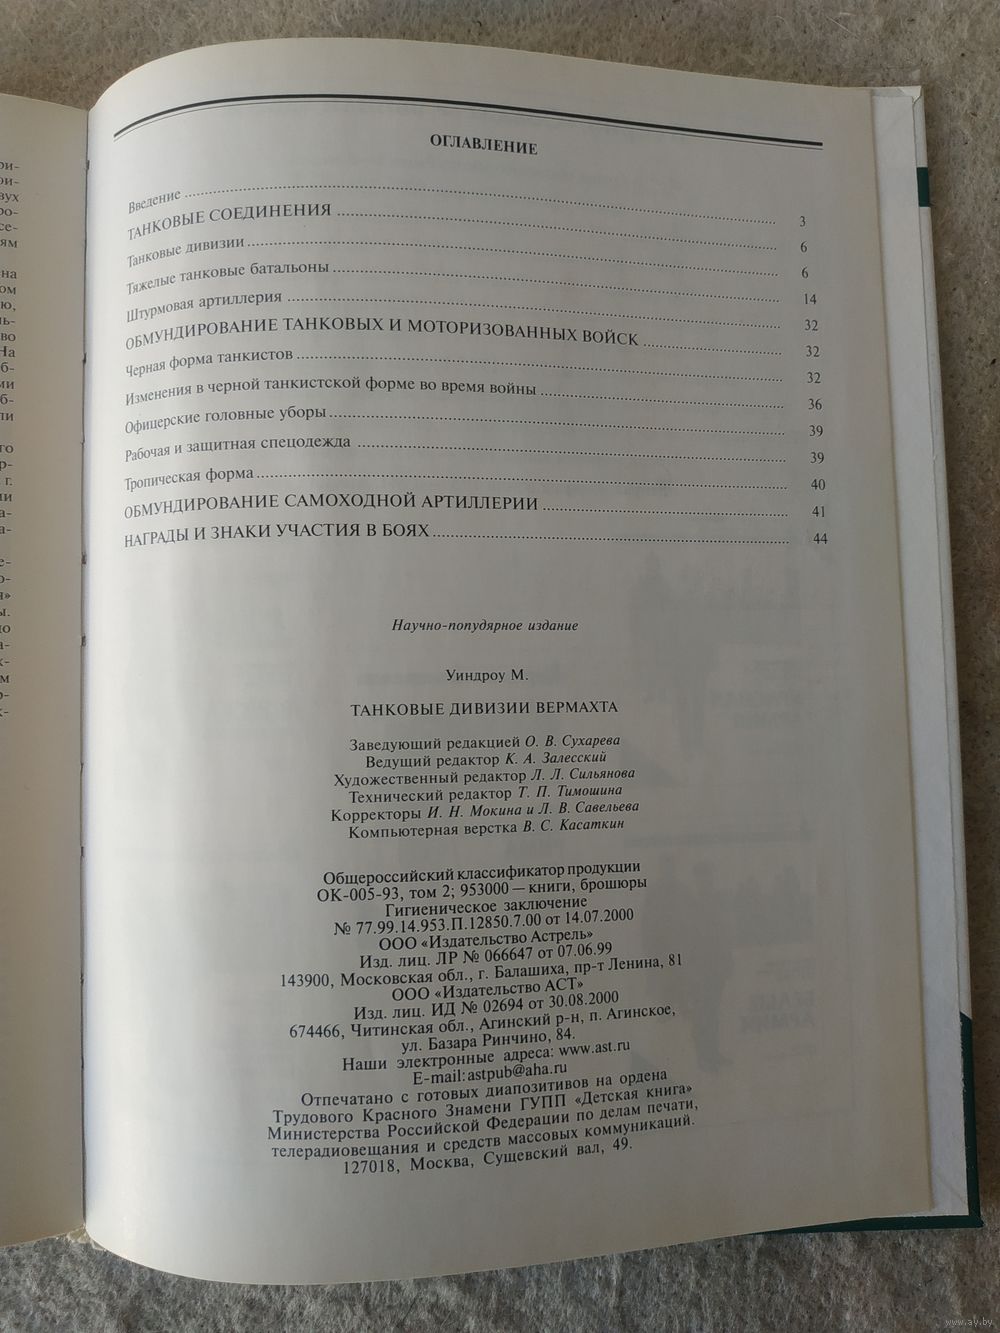 ОГЛАВЛЕНИЕ
Введение ........ 3
ТАНКОВЫЕ СОЕДИНЕНИЯ ........ 6
Танковые дивизии ........ 6
Тяжелые танковые батальоны ........ 14
Штурмовая артиллерия ........ 32
ОБМУНДИРОВАНИЕ ТАНКОВЫХ И МОТОРИЗОВАННЫХ ВОЙСК ........ 32
Черная форма танкистов ........ 32
Изменения в черной танкистской форме во время войны ........ 36
Офицерские головные уборы ........ 39
Рабочая и защитная спецодежда ........ 39
Тропическая форма ........ 40
ОБМУНДИРОВАНИЕ САМОХОДНОЙ АРТИЛЛЕРИИ ........ 41
НАГРАДЫ И ЗНАКИ УЧАСТИЯ В БОЯХ ........ 44
Научно-попудярное издание
Уиндроу М.
ТАНКОВЫЕ ДИВИЗИИ ВЕРМАХТА
Заведующий редакцией О. В. Сухарева
Ведущий редактор К. А. Залесский
Художественный редактор Л. Л. Сильянова
Технический редактор Т. П. Тимошина
Корректоры И. Н. Мокина и Л. В. Савельева
Компьютерная верстка В. С. Касаткин
Общероссийский классификатор продукции
ОК-005-93, том 2; 953000 — книги, брошюры
Гигиеническое заключение
№ 77.99.14.953.П.12850.7.00 от 14.07.2000
ООО «Издательство Астрель»
Изд. лиц. ЛР № 066647 от 07.06.99
143900, Московская обл., г. Балашиха, пр-т Ленина, 81
ООО «Издательство АСТ»
Изд. лиц. ИД № 02694 от 30.08.2000
674466, Читинская обл., Агинский р-н, п. Агинское,
ул. Базара Ринчино, 84.
Наши электронные адреса: www.ast.ru
E-mail: astpub@aha.ru
Отпечатано с готовых диапозитивов на ордена
Трудового Красного Знамени ГУПП «Детская книга»
Министерства Российской Федерации по делам печати,
телерадиовещания и средств массовых коммуникаций.
127018, Москва, Сущевский вал, 49.
www.ay.by